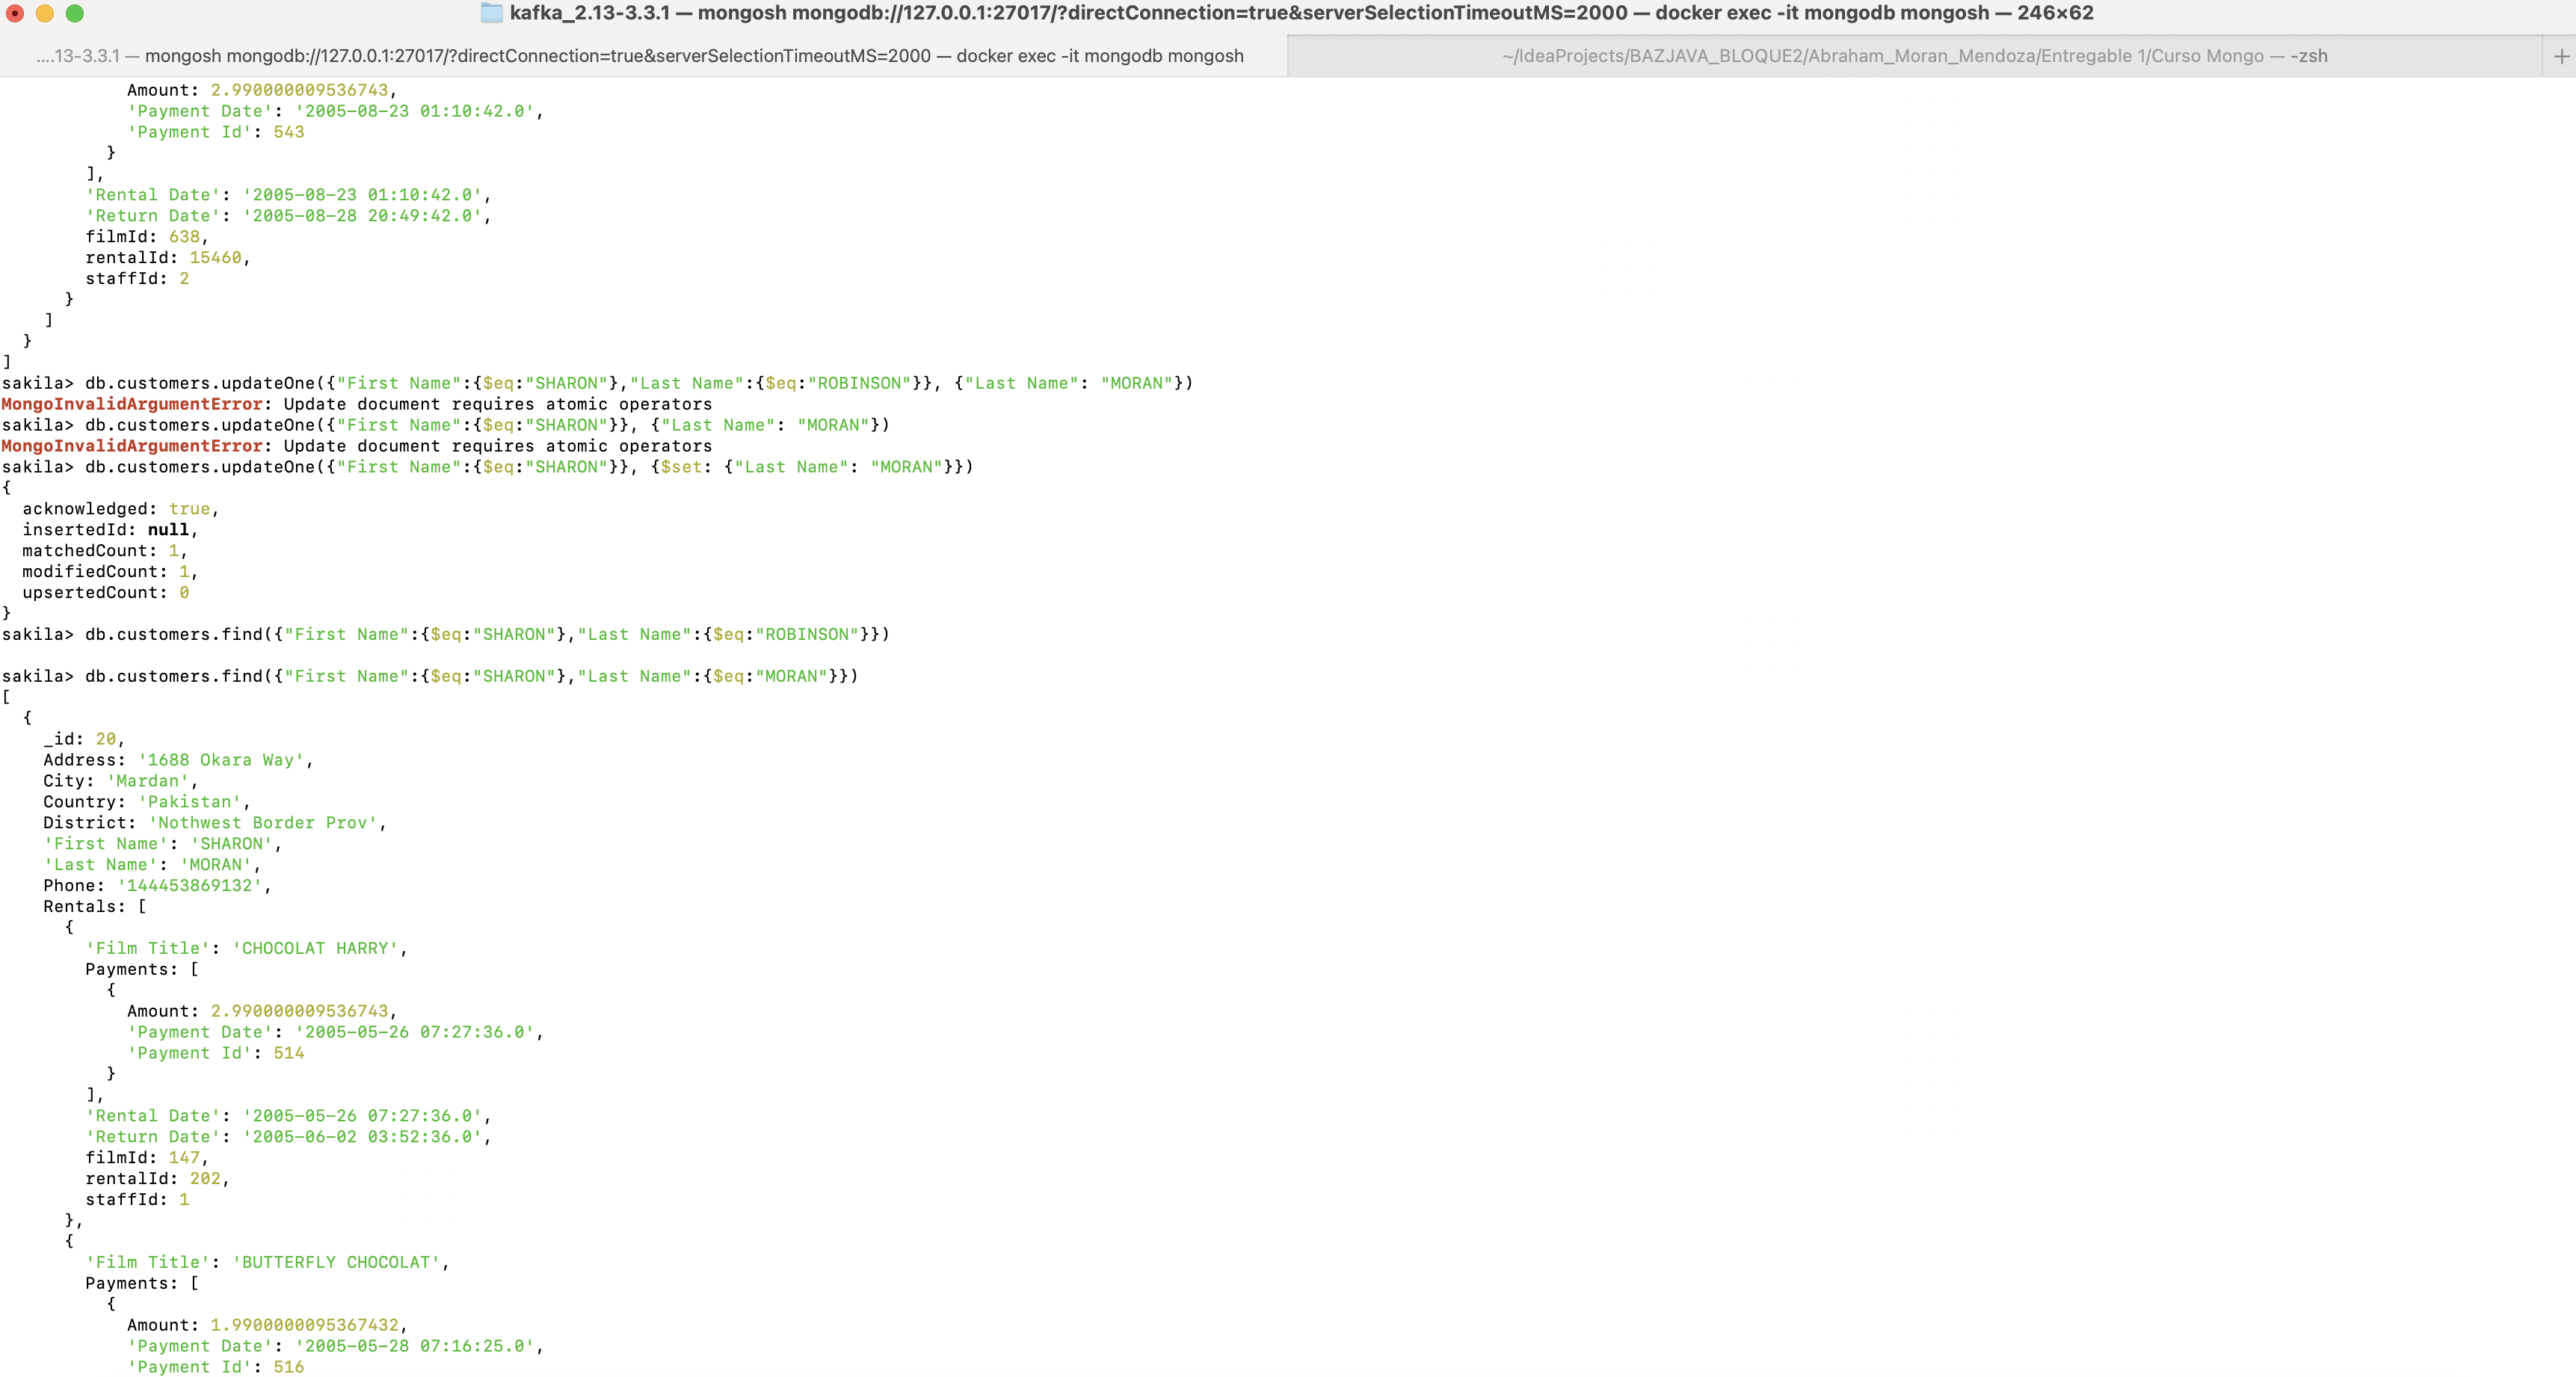 kafka_2.13-3.3.1 — mongosh mongodb://127.0.0.1:27017/?directConnection=true&serverSelectionTimeoutMS=2000 — docker exec -it mongodb mongosh — 246×62
....13-3.3.1 — mongosh mongodb://127.0.0.1:27017/?directConnection=true&serverSelectionTimeoutMS=2000 — docker exec -it mongodb mongosh
~/IdeaProjects/BAZJAVA_BLOQUE2/Abraham_Moran_Mendoza/Entregable 1/Curso Mongo — -zsh
            Amount: 2.990000009536743,
            'Payment Date': '2005-08-23 01:10:42.0',
            'Payment Id': 543
          }
        ],
        'Rental Date': '2005-08-23 01:10:42.0',
        'Return Date': '2005-08-28 20:49:42.0',
        filmId: 638,
        rentalId: 15460,
        staffId: 2
      }
    ]
  }
]
sakila> db.customers.updateOne({"First Name":{$eq:"SHARON"},"Last Name":{$eq:"ROBINSON"}}, {"Last Name": "MORAN"})
MongoInvalidArgumentError: Update document requires atomic operators
sakila> db.customers.updateOne({"First Name":{$eq:"SHARON"}}, {"Last Name": "MORAN"})
MongoInvalidArgumentError: Update document requires atomic operators
sakila> db.customers.updateOne({"First Name":{$eq:"SHARON"}}, {$set: {"Last Name": "MORAN"}})
{
  acknowledged: true,
  insertedId: null,
  matchedCount: 1,
  modifiedCount: 1,
  upsertedCount: 0
}
sakila> db.customers.find({"First Name":{$eq:"SHARON"},"Last Name":{$eq:"ROBINSON"}})

sakila> db.customers.find({"First Name":{$eq:"SHARON"},"Last Name":{$eq:"MORAN"}})
[
  {
    _id: 20,
    Address: '1688 Okara Way',
    City: 'Mardan',
    Country: 'Pakistan',
    District: 'Nothwest Border Prov',
    'First Name': 'SHARON',
    'Last Name': 'MORAN',
    Phone: '144453869132',
    Rentals: [
      {
        'Film Title': 'CHOCOLAT HARRY',
        Payments: [
          {
            Amount: 2.990000009536743,
            'Payment Date': '2005-05-26 07:27:36.0',
            'Payment Id': 514
          }
        ],
        'Rental Date': '2005-05-26 07:27:36.0',
        'Return Date': '2005-06-02 03:52:36.0',
        filmId: 147,
        rentalId: 202,
        staffId: 1
      },
      {
        'Film Title': 'BUTTERFLY CHOCOLAT',
        Payments: [
          {
            Amount: 1.9900000095367432,
            'Payment Date': '2005-05-28 07:16:25.0',
            'Payment Id': 516